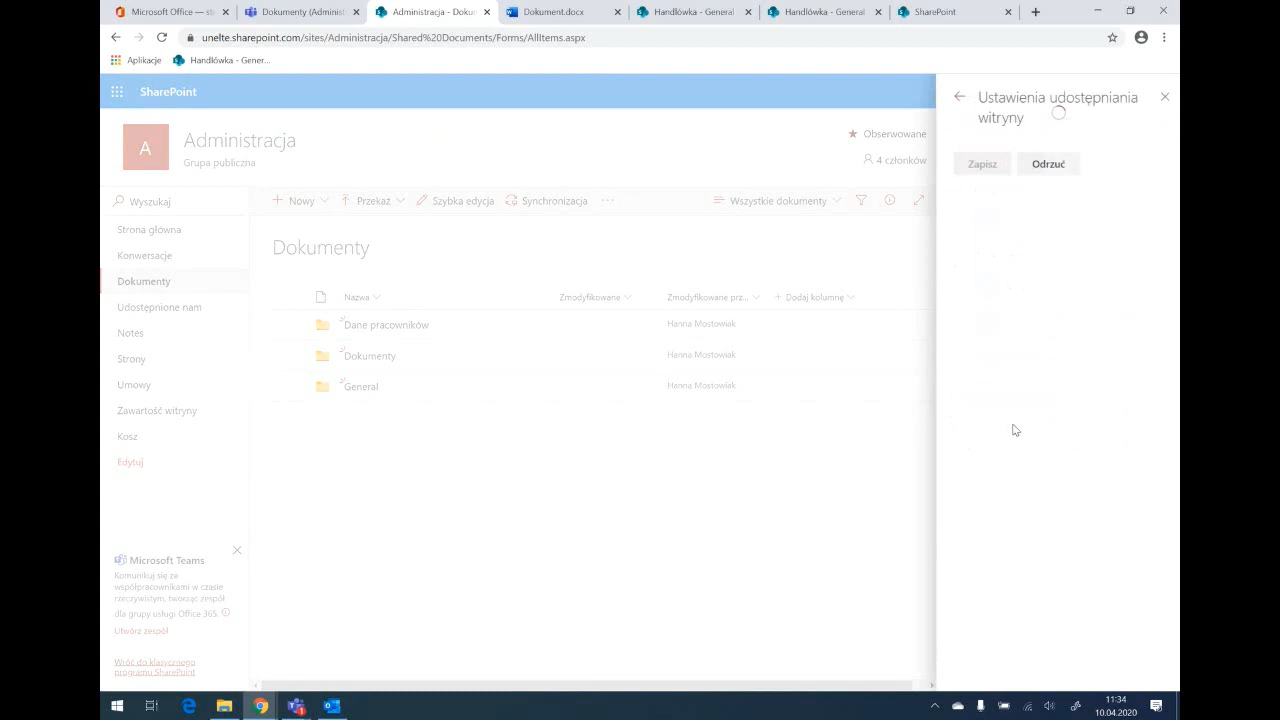 Microsoft Office — st
Dokumenty (Administra
Administracja - Dokun
Document.docx
Handlówka - General
Handlówka - General
SharePoint
unelte.sharepoint.com/sites/Administracja/Shared%20Documents/Forms/AllItems.aspx
Aplikacje
Handlówka - Gener...
SharePoint
Ustawienia udostępniania
witryny
Zapisz
Odrzuć
A
Administracja
Grupa publiczna
Obserwowane
4 członków
Wyszukaj
Nowy
Przekaż
Szybka edycja
Synchronizacja
Wszystkie dokumenty
Strona główna
Konwersacje
Dokumenty
Udostępnione nam
Notes
Strony
Umowy
Zawartość witryny
Kosz
Edytuj
Dokumenty
Nazwa
Zmodyfikowane
Zmodyfikowane prz...
Dodaj kolumnę
Dane pracowników
Hanna Mostowiak
Dokumenty
Hanna Mostowiak
General
Hanna Mostowiak
Microsoft Teams
Komunikuj się ze
współpracownikami w czasie
rzeczywistym, tworząc zespół
dla grupy usługi Office 365.
Utwórz zespół
Wróć do klasycznego
programu SharePoint
11:34
10.04.2020